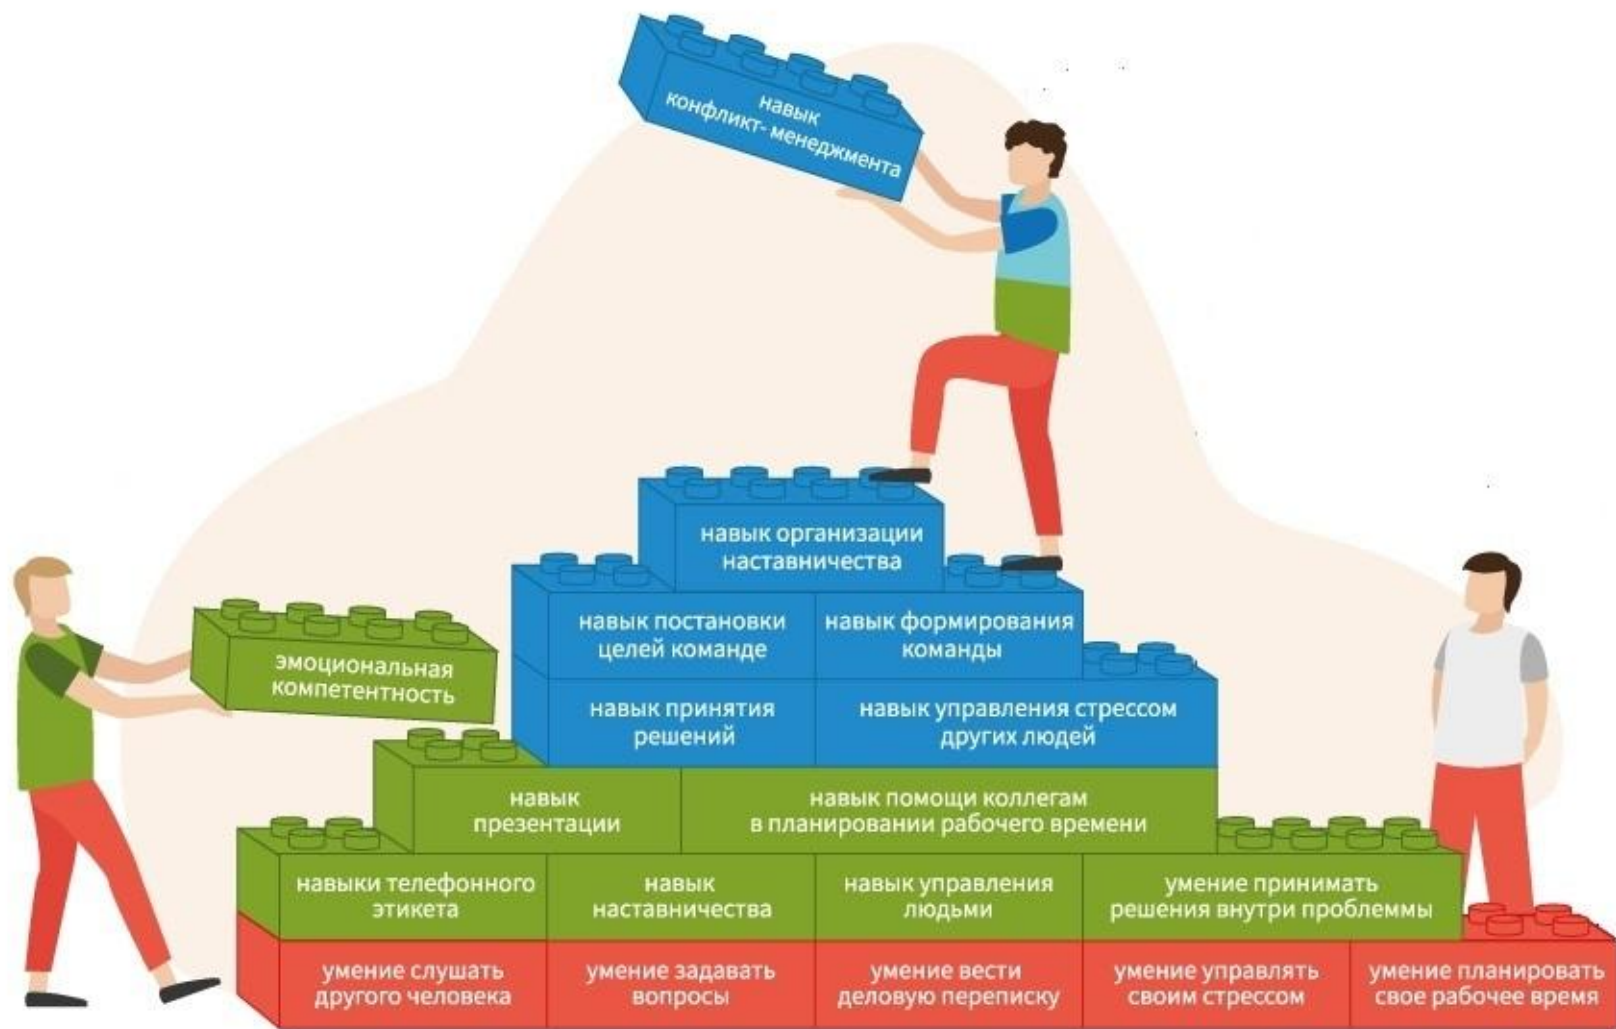 навык
конфликт- менеджмента
навык организации
наставничества
навык постановки
целей команде
навык формирования
команды
эмоциональная
компетентность
навык принятия
решений
навык управления стрессом
других людей
навык
презентации
навык помощи коллегам
в планировании рабочего времени
навыки телефонного
этикета
навык
наставничества
навык управления
людьми
умение принимать
решения внутри проблеммы
умение слушать
другого человека
умение задавать
вопросы
умение вести
деловую переписку
умение управлять
своим стрессом
умение планировать
свое рабочее время